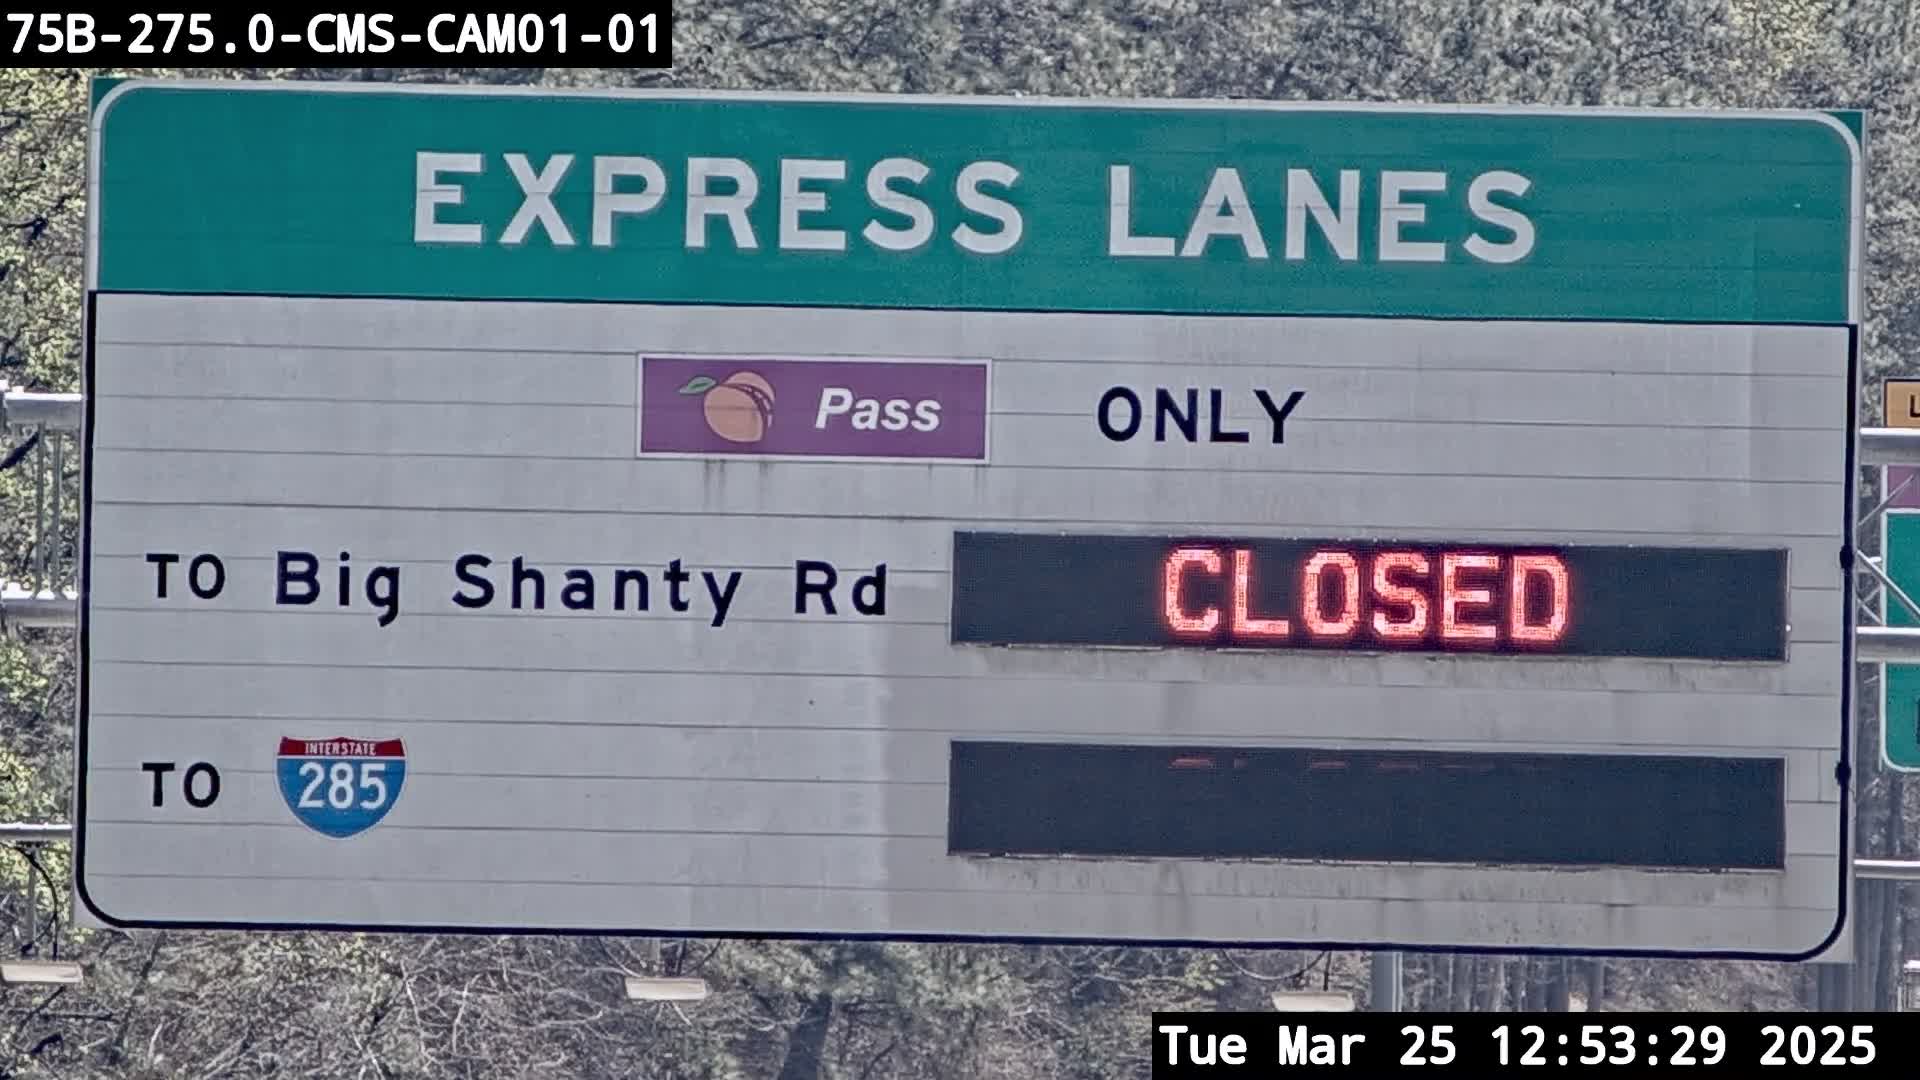 75B-275.0-CMS-CAM01-01
EXPRESS LANES
Pass ONLY
TO Big Shanty Rd CLOSED
TO INTERSTATE 285
Tue Mar 25 12:53:29 2025